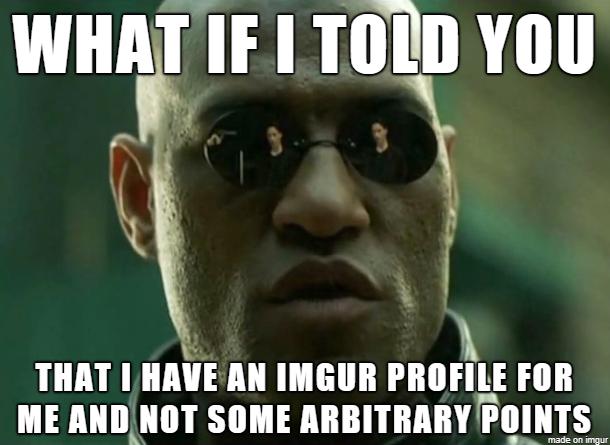 WHAT IF I TOLD YOU
THAT I HAVE AN IMGUR PROFILE FOR
ME AND NOT SOME ARBITRARY POINTS
made on imgur